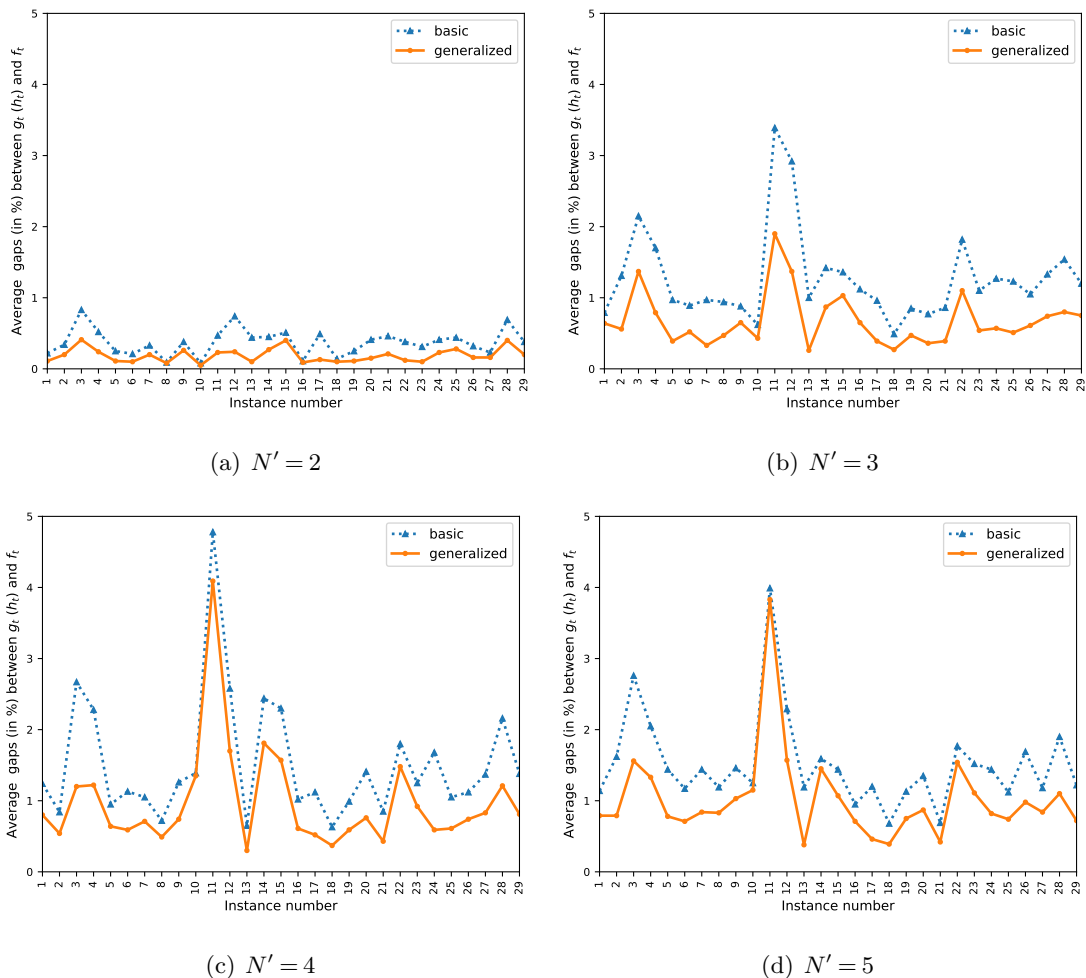 Average gaps (in %) between g_t (h_t) and f_t
5
4
3
2
1
0
basic
generalized
1 2 3 4 5 6 7 8 9 10 11 12 13 14 15 16 17 18 19 20 21 22 23 24 25 26 27 28 29
Instance number
(a) N′ = 2
Average gaps (in %) between g_t (h_t) and f_t
5
4
3
2
1
0
basic
generalized
1 2 3 4 5 6 7 8 9 10 11 12 13 14 15 16 17 18 19 20 21 22 23 24 25 26 27 28 29
Instance number
(b) N′ = 3
Average gaps (in %) between g_t (h_t) and f_t
5
4
3
2
1
0
basic
generalized
1 2 3 4 5 6 7 8 9 10 11 12 13 14 15 16 17 18 19 20 21 22 23 24 25 26 27 28 29
Instance number
(c) N′ = 4
Average gaps (in %) between g_t (h_t) and f_t
5
4
3
2
1
0
basic
generalized
1 2 3 4 5 6 7 8 9 10 11 12 13 14 15 16 17 18 19 20 21 22 23 24 25 26 27 28 29
Instance number
(d) N′ = 5